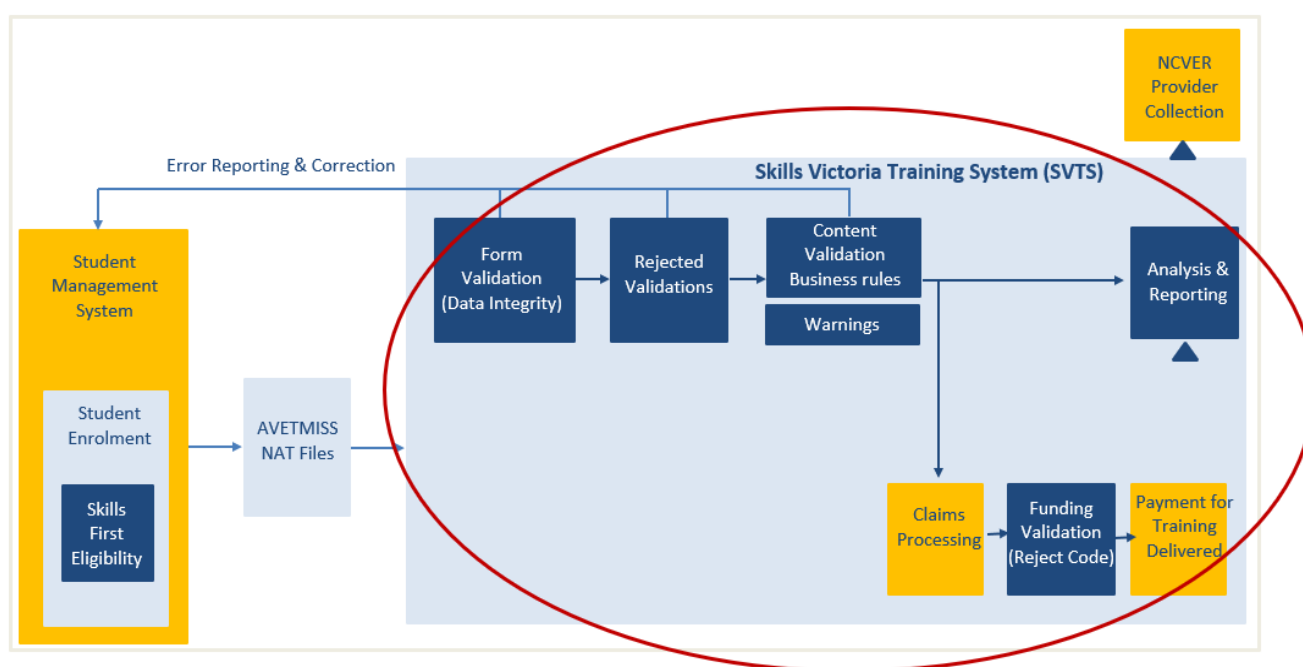 NCVER
Provider
Collection
Error Reporting & Correction
Skills Victoria Training System (SVTS)
Student
Management
System
Form
Validation
(Data Integrity)
Rejected
Validations
Content
Validation
Business rules
Warnings
Analysis &
Reporting
Student
Enrolment
AVETMISS
NAT Files
Skills
First
Eligibility
Claims
Processing
Funding
Validation
(Reject Code)
Payment for
Training
Delivered